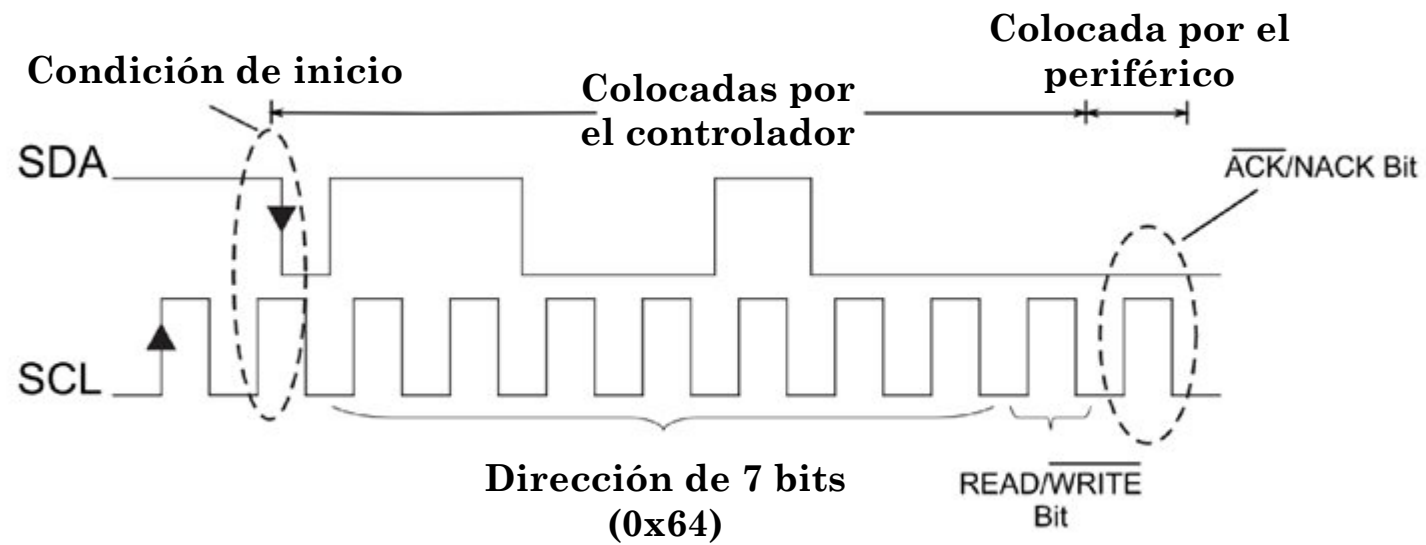 Condición de inicio
Colocadas por
el controlador
Colocada por el
periférico
SDA
ACK/NACK Bit
SCL
Dirección de 7 bits
(0x64)
READ/WRITE
Bit